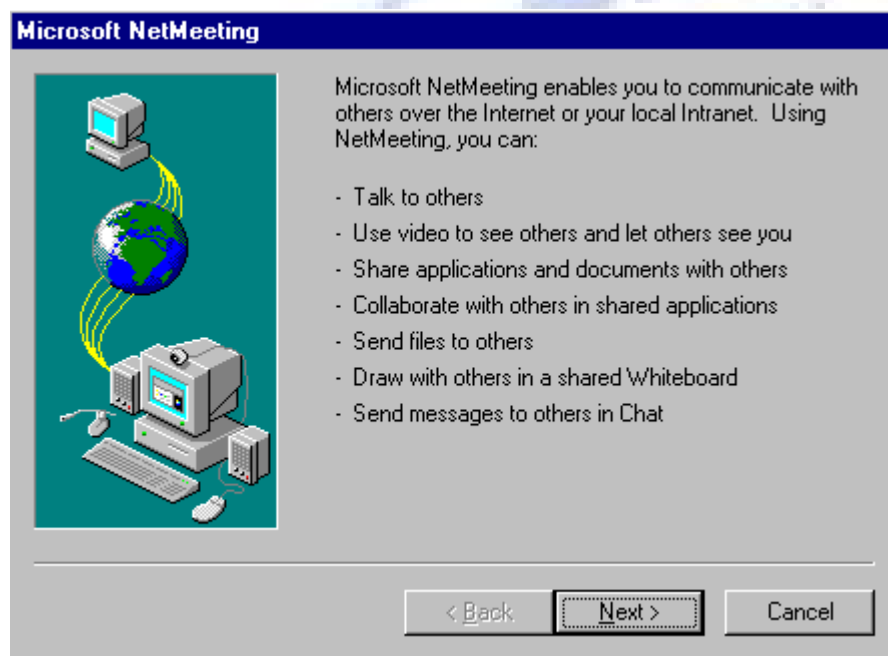 Microsoft NetMeeting
Microsoft NetMeeting enables you to communicate with
others over the Internet or your local Intranet.  Using
NetMeeting, you can:
- Talk to others
- Use video to see others and let others see you
- Share applications and documents with others
- Collaborate with others in shared applications
- Send files to others
- Draw with others in a shared Whiteboard
- Send messages to others in Chat
< Back Next > Cancel